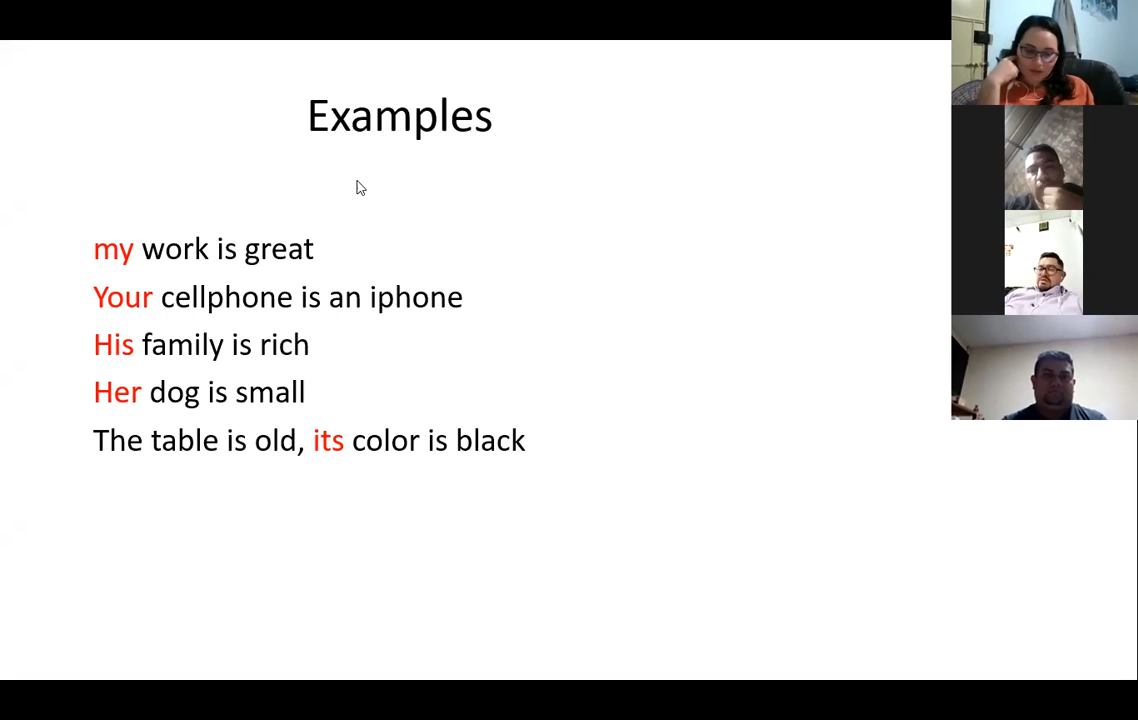 Examples
my work is great
Your cellphone is an iphone
His family is rich
Her dog is small
The table is old, its color is black